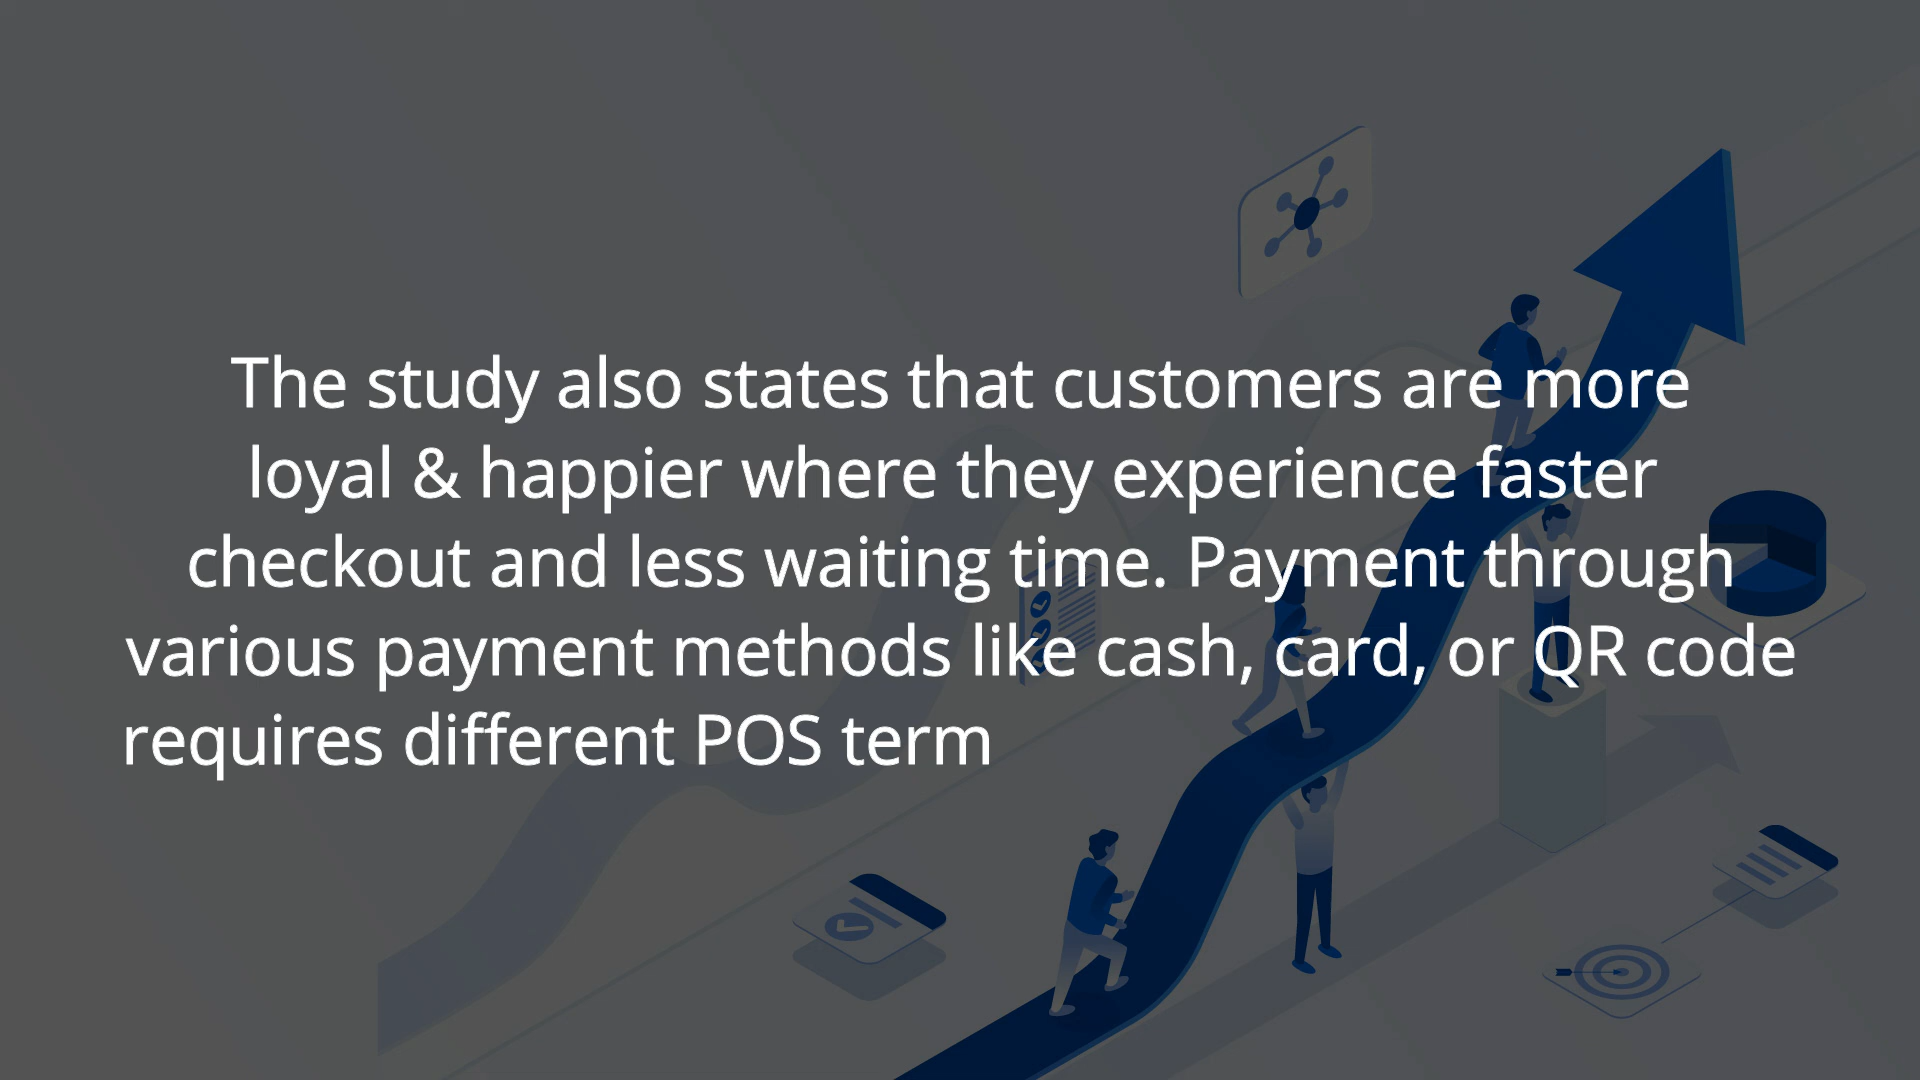 The study also states that customers are more
loyal & happier where they experience faster
checkout and less waiting time. Payment through
various payment methods like cash, card, or QR code
requires different POS term